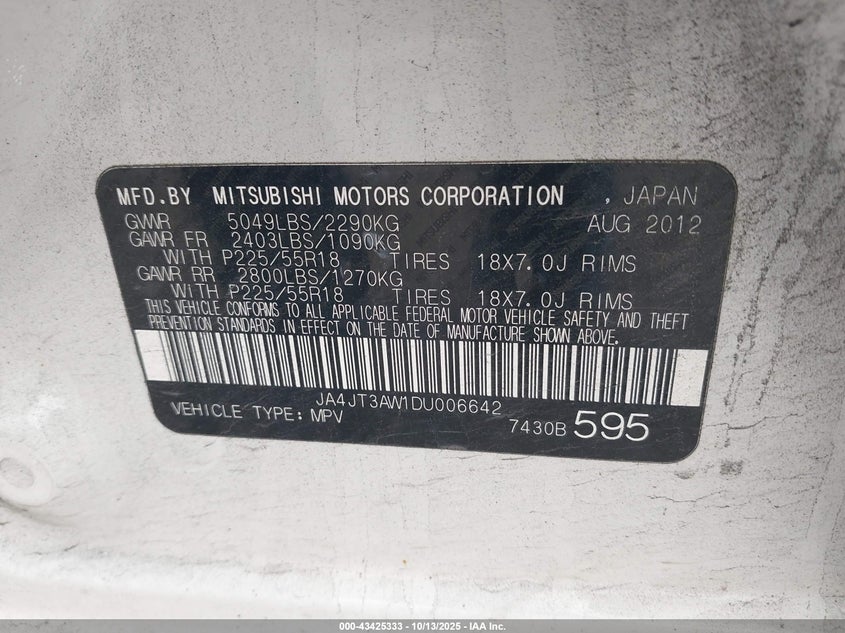 MFD.BY MITSUBISHI MOTORS CORPORATION , JAPAN
GVWR 5049LBS/2290KG AUG 2012
GAWR FR 2403LBS/1090KG
WITH P225/55R18 TIRES 18X7.0J RIMS
GAWR RR 2800LBS/1270KG
WITH P225/55R18 TIRES 18X7.0J RIMS
THIS VEHICLE CONFORMS TO ALL APPLICABLE FEDERAL MOTOR VEHICLE SAFETY AND THEFT
PREVENTION STANDARDS IN EFFECT ON THE DATE OF MANUFACTURE SHOWN ABOVE.
JA4JT3AW1DU006642
VEHICLE TYPE: MPV 7430B 595
000-43425333 - 10/13/2025 - © IAA Inc.